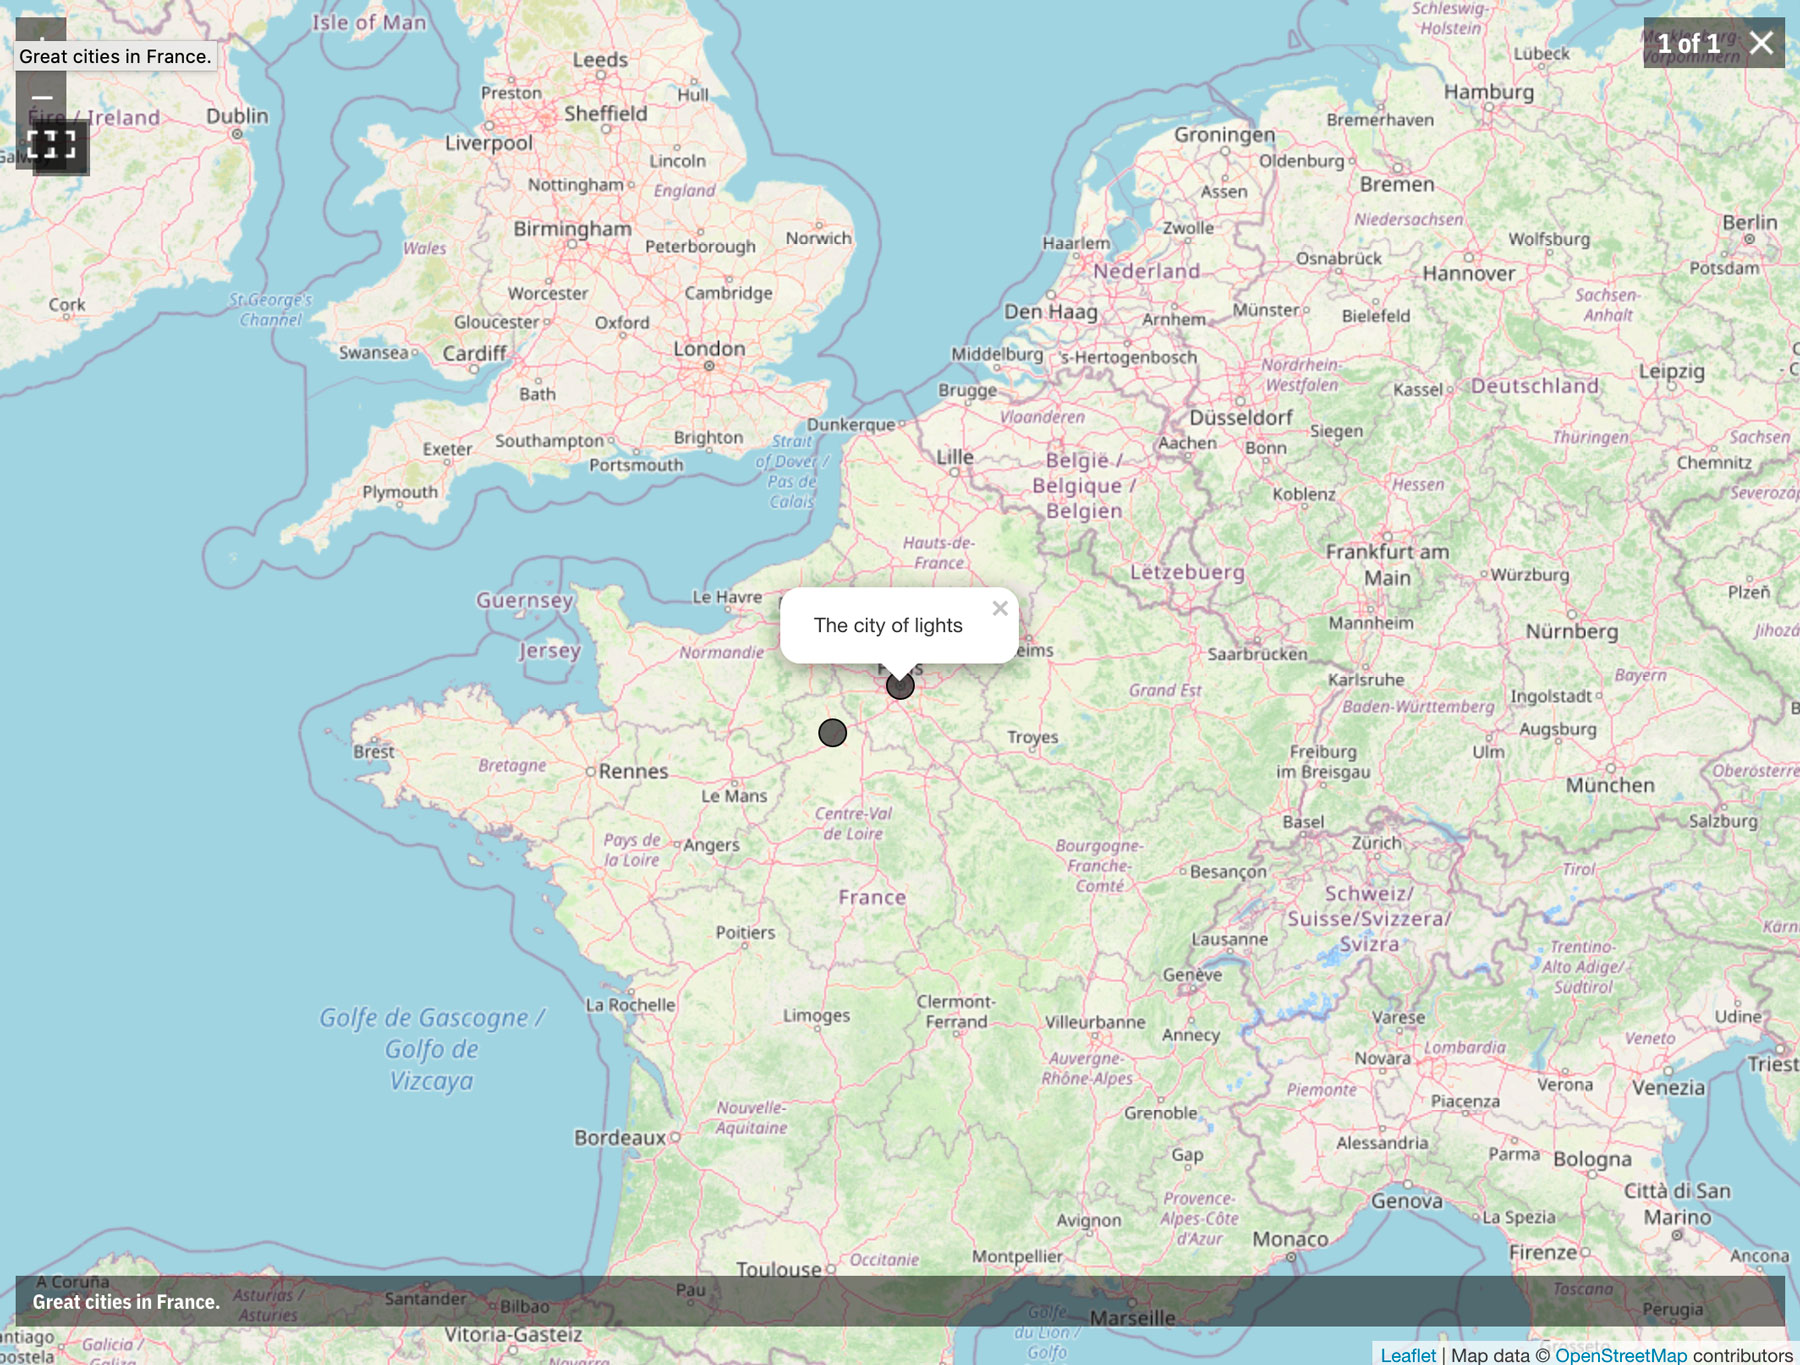 Isle of Man
Schleswig-
Holstein
1 of 1
Mecklenburg-
Vorpommern
Great cities in France.
Leeds
Lübeck
Preston
Hull
Hamburg
Éire / Ireland
Dublin
Sheffield
Bremerhaven
Liverpool
Groningen
Lincoln
Oldenburg
Nottingham
England
Assen
Bremen
Birmingham
Peterborough
Norwich
Zwolle
Niedersachsen
Berlin
Wales
Haarlem
Wolfsburg
Osnabrück
Hannover
Potsdam
Nederland
Cork
St George's
Channel
Worcester
Cambridge
Den Haag
Arnhem
Münster
Bielefeld
Sachsen-
Anhalt
Gloucester
Oxford
Swansea
Cardiff
London
Middelburg
's-Hertogenbosch
Nordrhein-
Westfalen
Kassel
Deutschland
Leipzig
Bath
Brugge
Vlaanderen
Düsseldorf
Dunkerque
Exeter
Southampton
Brighton
Portsmouth
Strait
of Dover /
Pas de
Calais
Lille
België /
Belgique /
Belgien
Aachen
Siegen
Bonn
Thüringen
Sachsen
Chemnitz
Plymouth
Koblenz
Hessen
Hauts-de-
France
Frankfurt am
Main
Lëtzebuerg
Würzburg
Plzeň
Guernsey
Le Havre
The city of lights
Mannheim
Nürnberg
Jersey
Normandie
Saarbrücken
Karlsruhe
Bayern
Grand Est
Baden-Württemberg
Ingolstadt
Augsburg
Brest
Bretagne
Rennes
Troyes
Freiburg
im Breisgau
Ulm
München
Le Mans
Centre-Val
de Loire
Basel
Salzburg
Pays de
la Loire
Angers
Bourgogne-
Franche-
Comté
Zürich
Besançon
Tirol
France
Schweiz/
Suisse/Svizzera/
Svizra
Poitiers
Lausanne
Trentino-
Alto Adige/
Südtirol
Genève
La Rochelle
Limoges
Clermont-
Ferrand
Villeurbanne
Annecy
Varese
Udine
Golfe de Gascogne /
Golfo de
Vizcaya
Auvergne-
Rhône-Alpes
Novara
Lombardia
Veneto
Piemonte
Verona
Venezia
Nouvelle-
Aquitaine
Grenoble
Piacenza
Bordeaux
Alessandria
Gap
Parma
Bologna
Provence-
Alpes-Côte
d'Azur
Genova
Città di San
Marino
Avignon
La Spezia
Monaco
Firenze
Ancona
Toulouse
Occitanie
Montpellier
A Coruña
Great cities in France.
Asturias /
Asturies
Santander
Bilbao
Pau
Golfe
du Lion /
Golfo
Marseille
Toscana
Perugia
Galicia /
Vitoria-Gasteiz
Leaflet | Map data © OpenStreetMap contributors